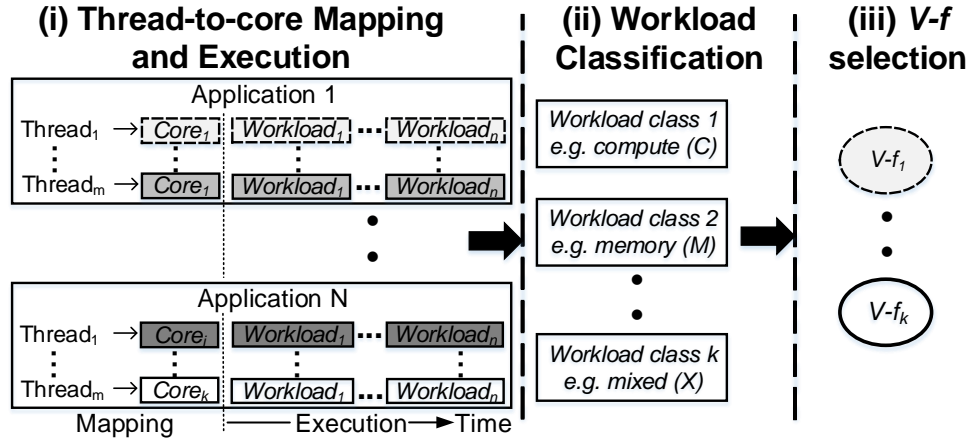 (i) Thread-to-core Mapping
and Execution
Application 1
Thread1 → Core1 Workload1 ... Workloadn
Threadm → Core1 Workload1 ... Workloadn
Application N
Thread1 → Corei Workload1 ... Workloadn
Threadm → Corek Workload1 ... Workloadn
Mapping Execution Time
(ii) Workload
Classification
Workload class 1
e.g. compute (C)
Workload class 2
e.g. memory (M)
Workload class k
e.g. mixed (X)
(iii) V-f
selection
V-f1
V-fk